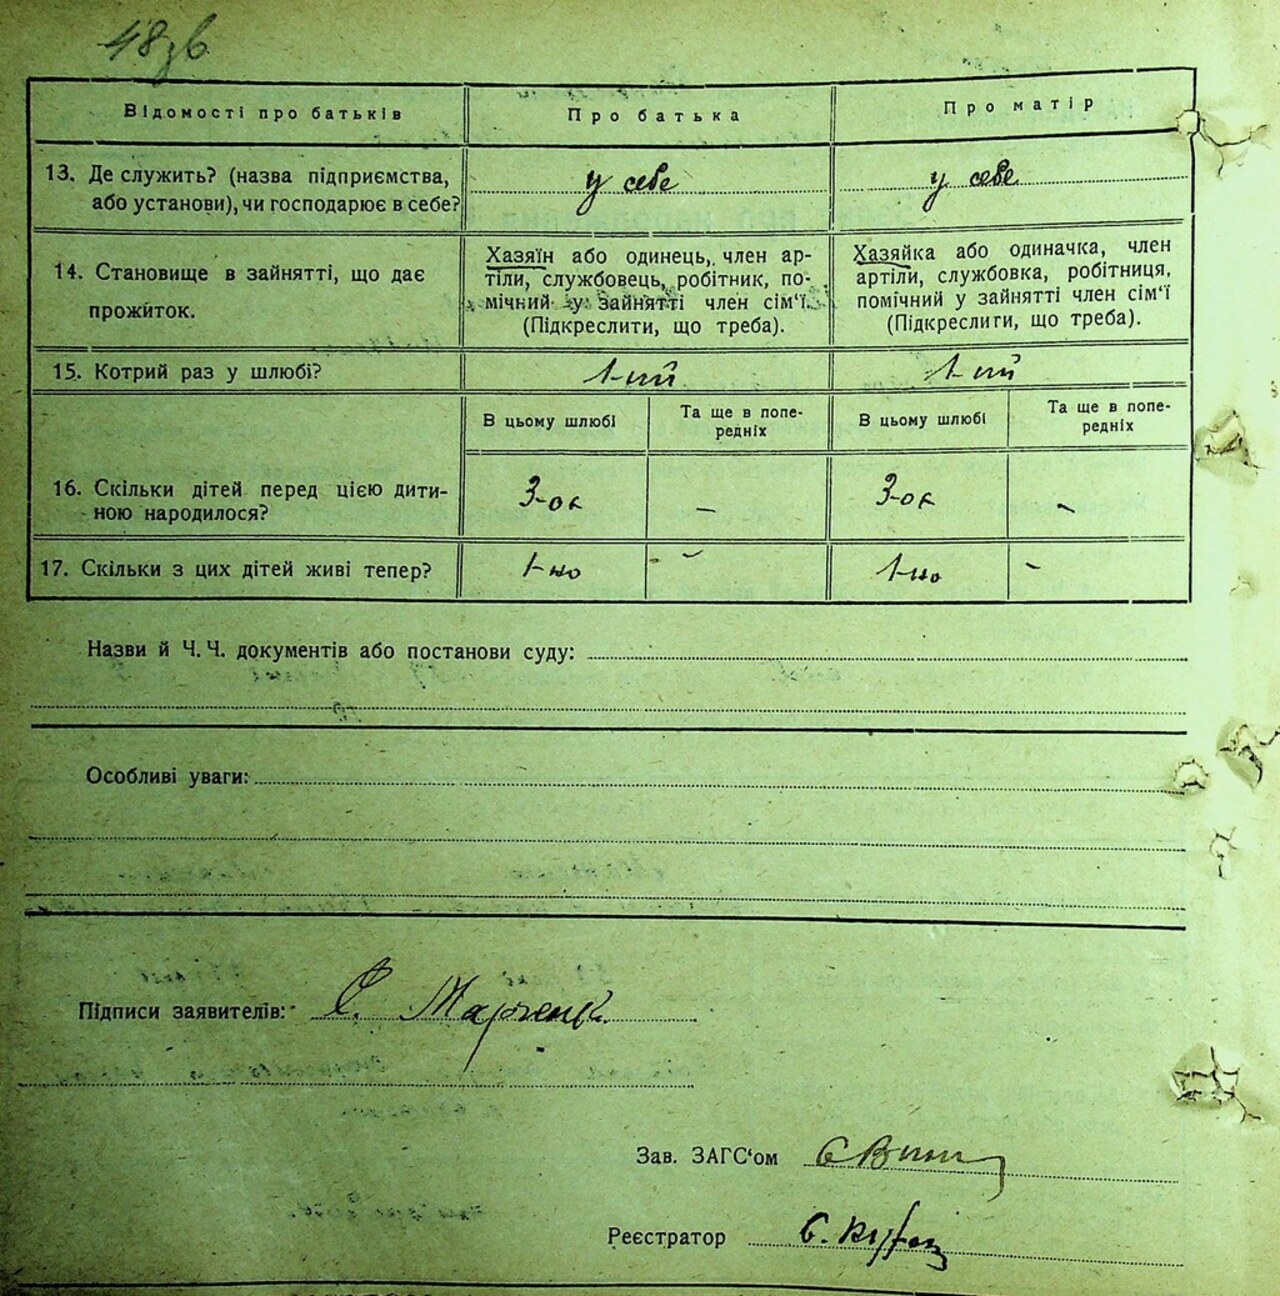 48зв
Відомості про батьків Про батька Про матір
13. Де служить? (назва підприємства, або установи), чи господарює в себе? у себе у себе
14. Становище в зайнятті, що дає прожиток.
Хазяїн або одинець, член ар-
тіли, службовець, робітник, по-
мічний у зайнятті член сім'ї.
(Підкреслити, що треба).
Хазяйка або одиначка, член
артіли, службовка, робітниця,
помічний у зайнятті член сім'ї
(Підкреслити, що треба).
15. Котрий раз у шлюбі? 1-ий 1-ий
В цьому шлюбі
Та ще в попе-
редніх
В цьому шлюбі
Та ще в попе-
редніх
16. Скільки дітей перед цією дити-
ною народилося? 3-ок - 3-ок -
17. Скільки з цих дітей живі тепер? 1-но - 1-но -
Назви й Ч. Ч. документів або постанови суду:
Особливі уваги:
Підписи заявителів: Марченк
Зав. ЗАГС'ом
Реєстратор